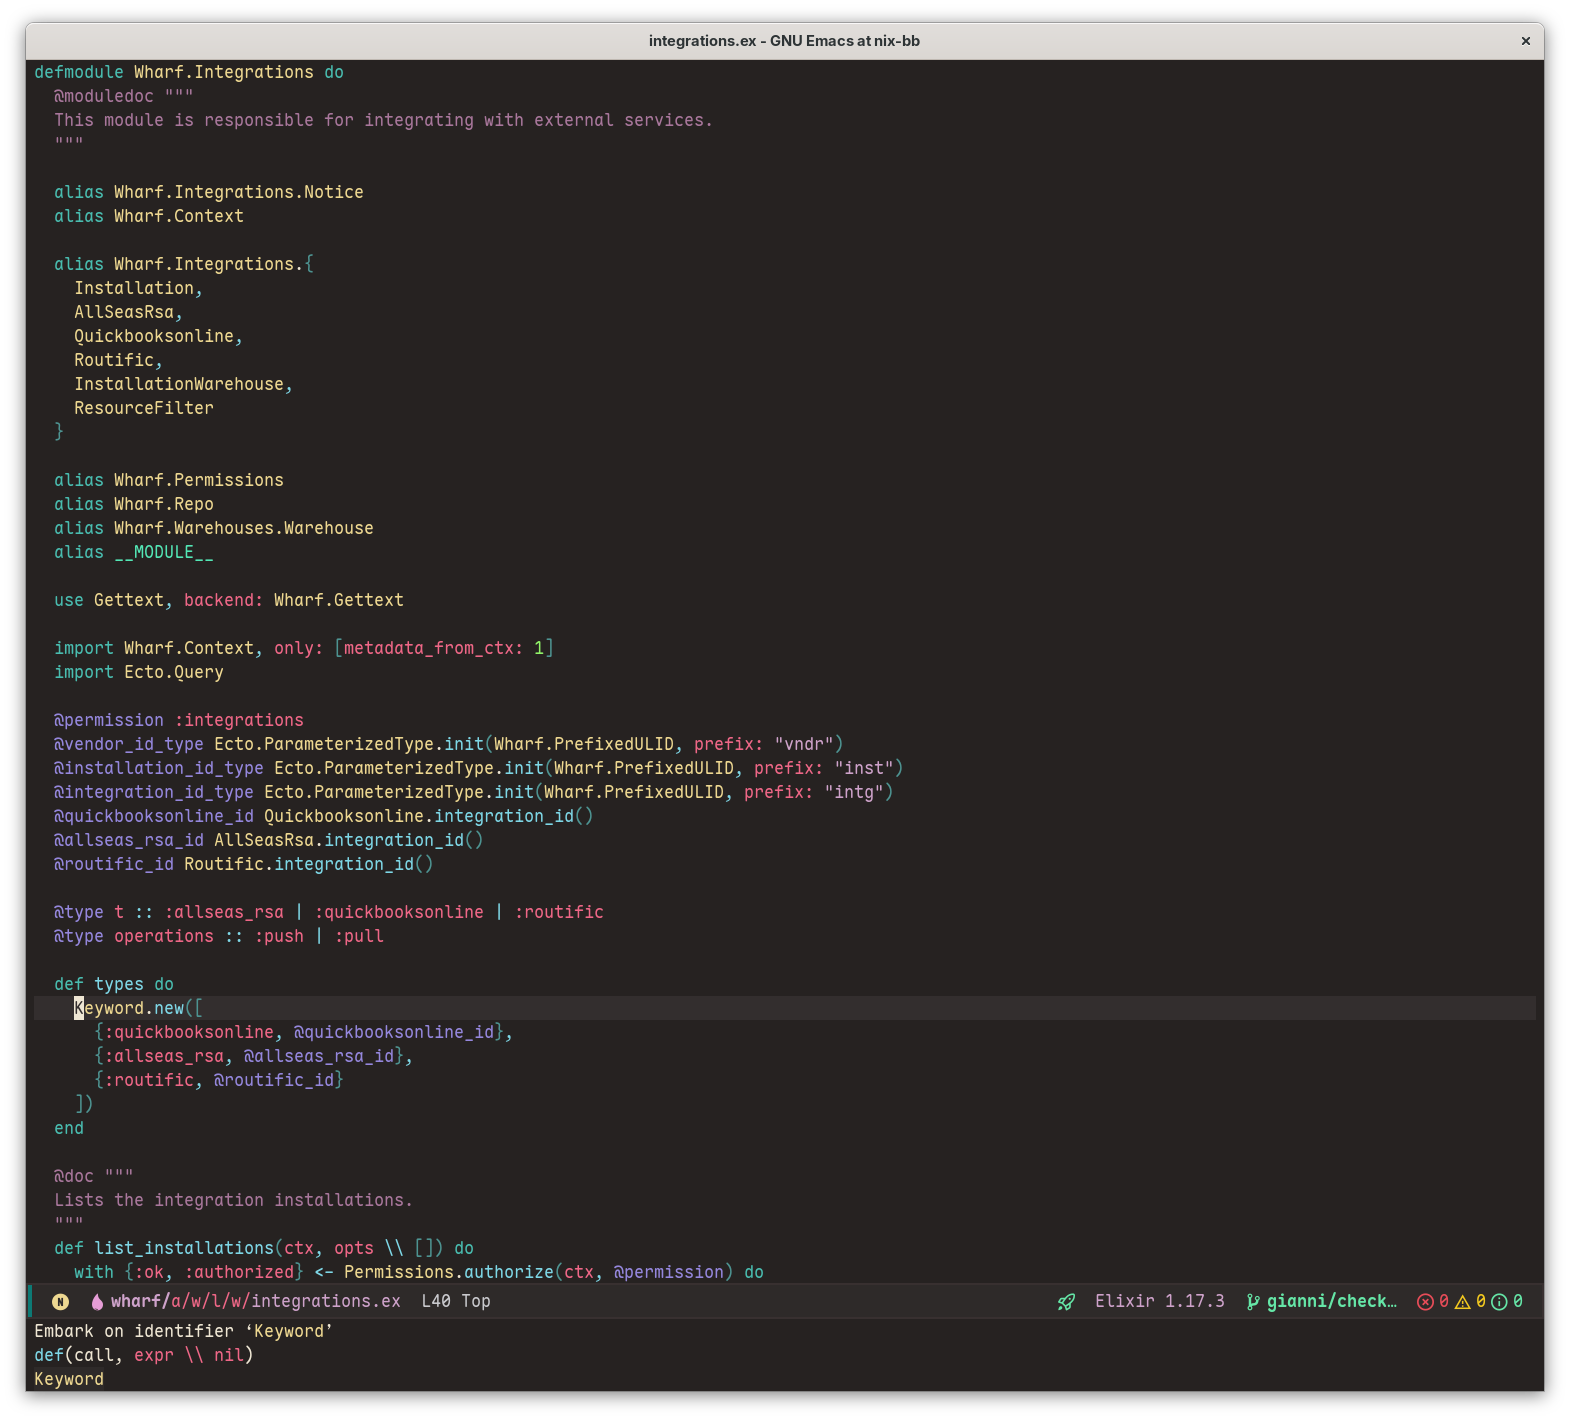 integrations.ex - GNU Emacs at nix-bb
defmodule Wharf.Integrations do
  @moduledoc """
  This module is responsible for integrating with external services.
  """

  alias Wharf.Integrations.Notice
  alias Wharf.Context

  alias Wharf.Integrations.{
    Installation,
    AllSeasRsa,
    Quickbooksonline,
    Routific,
    InstallationWarehouse,
    ResourceFilter
  }

  alias Wharf.Permissions
  alias Wharf.Repo
  alias Wharf.Warehouses.Warehouse
  alias __MODULE__

  use Gettext, backend: Wharf.Gettext

  import Wharf.Context, only: [metadata_from_ctx: 1]
  import Ecto.Query

  @permission :integrations
  @vendor_id_type Ecto.ParameterizedType.init(Wharf.PrefixedULID, prefix: "vndr")
  @installation_id_type Ecto.ParameterizedType.init(Wharf.PrefixedULID, prefix: "inst")
  @integration_id_type Ecto.ParameterizedType.init(Wharf.PrefixedULID, prefix: "intg")
  @quickbooksonline_id Quickbooksonline.integration_id()
  @allseas_rsa_id AllSeasRsa.integration_id()
  @routific_id Routific.integration_id()

  @type t :: :allseas_rsa | :quickbooksonline | :routific
  @type operations :: :push | :pull

  def types do
    Keyword.new([
      {:quickbooksonline, @quickbooksonline_id},
      {:allseas_rsa, @allseas_rsa_id},
      {:routific, @routific_id}
    ])
  end

  @doc """
  Lists the integration installations.
  """
  def list_installations(ctx, opts \\ []) do
    with {:ok, :authorized} <- Permissions.authorize(ctx, @permission) do
N wharf/a/w/l/w/integrations.ex L40 Top Elixir 1.17.3 gianni/check… 0 0 0
Embark on identifier ‘Keyword’
def(call, expr \\ nil)
Keyword